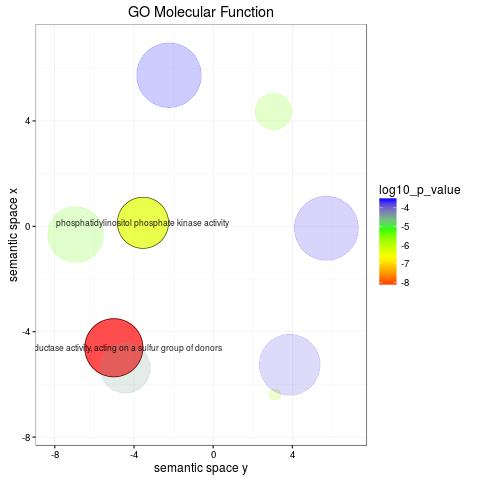 GO Molecular Function
log10_p_value
-4
-5
-6
-7
-8
4
0
-4
-8
semantic space x
phosphatidylinositol phosphate kinase activity
ductase activity, acting on a sulfur group of donors
-8
-4
0
4
semantic space y